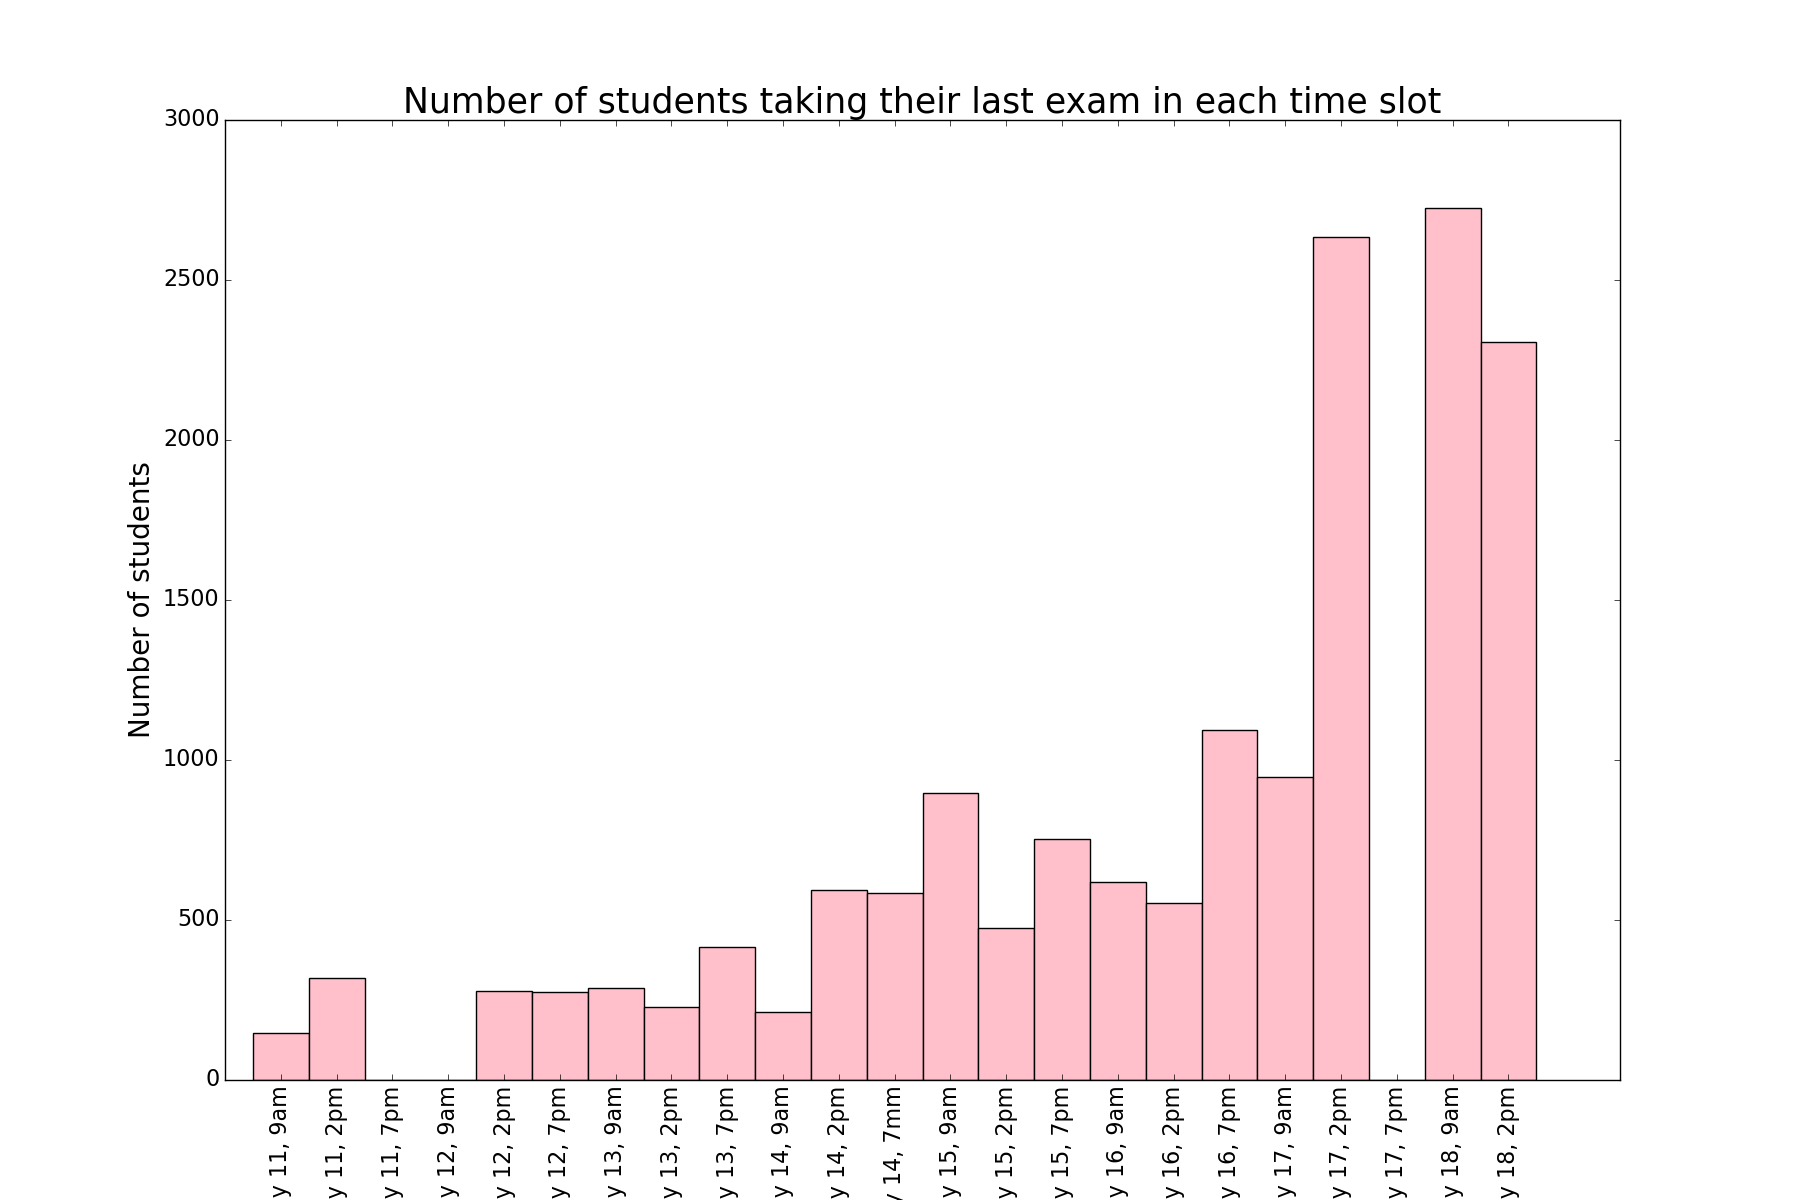 Number of students taking their last exam in each time slot
3000
2500
2000
1500
1000
500
0
Number of students
y 11, 9am
y 11, 2pm
y 11, 7pm
y 12, 9am
y 12, 2pm
y 12, 7pm
y 13, 9am
y 13, 2pm
y 13, 7pm
y 14, 9am
y 14, 2pm
y 14, 7mm
y 15, 9am
y 15, 2pm
y 15, 7pm
y 16, 9am
y 16, 2pm
y 16, 7pm
y 17, 9am
y 17, 2pm
y 17, 7pm
y 18, 9am
y 18, 2pm